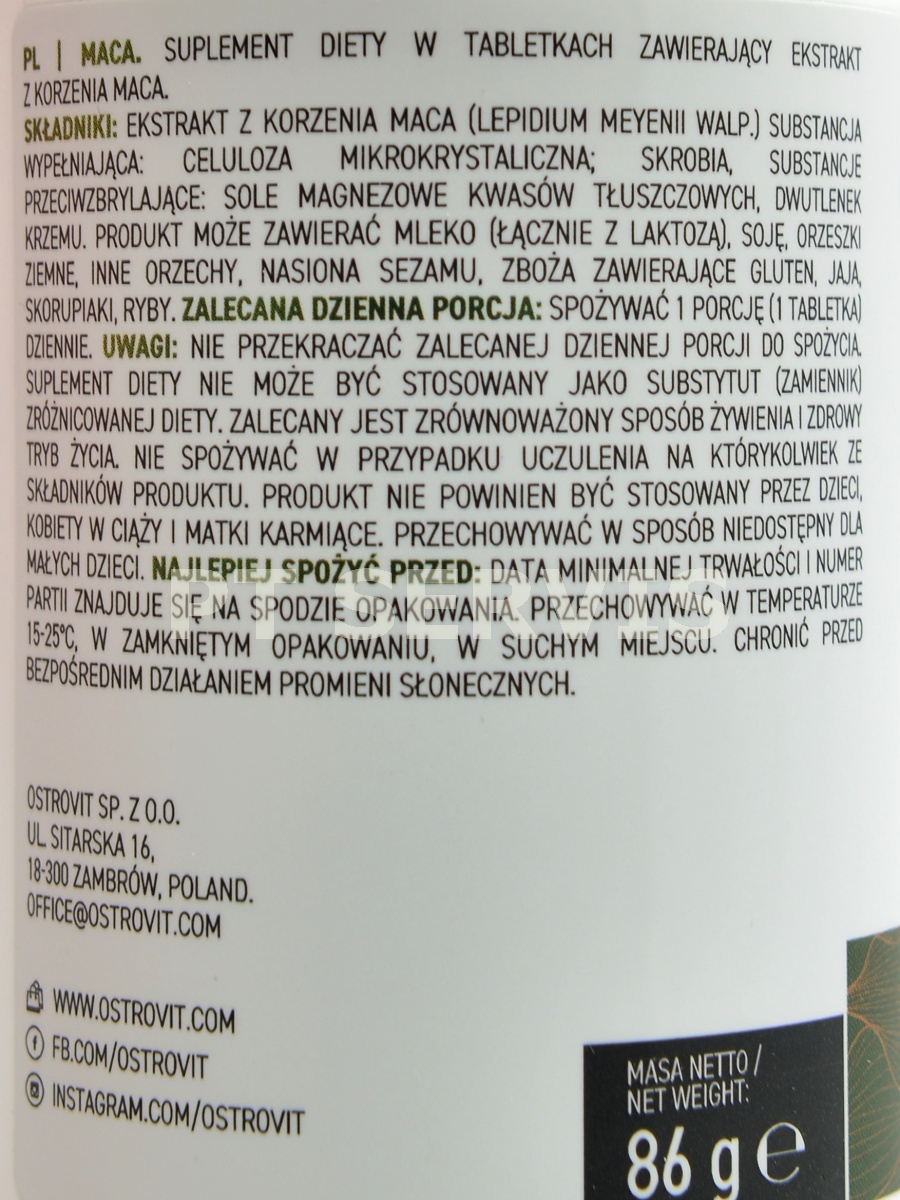 PL | MACA. SUPLEMENT DIETY W TABLETKACH ZAWIERAJĄCY EKSTRAKT
Z KORZENIA MACA.
SKŁADNIKI: EKSTRAKT Z KORZENIA MACA (LEPIDIUM MEYENII WALP.) SUBSTANCJA
WYPEŁNIAJĄCA: CELULOZA MIKROKRYSTALICZNA; SKROBIA, SUBSTANCJE
PRZECIWZBRYLAJĄCE: SOLE MAGNEZOWE KWASÓW TŁUSZCZOWYCH, DWUTLENEK
KRZEMU. PRODUKT MOŻE ZAWIERAĆ MLEKO (ŁĄCZNIE Z LAKTOZĄ), SOJĘ, ORZESZKI
ZIEMNE, INNE ORZECHY, NASIONA SEZAMU, ZBOŻA ZAWIERAJĄCE GLUTEN, JAJA,
SKORUPIAKI, RYBY. ZALECANA DZIENNA PORCJA: SPOŻYWAĆ 1 PORCJĘ (1 TABLETKA)
DZIENNIE. UWAGI: NIE PRZEKRACZAĆ ZALECANEJ DZIENNEJ PORCJI DO SPOŻYCIA.
SUPLEMENT DIETY NIE MOŻE BYĆ STOSOWANY JAKO SUBSTYTUT (ZAMIENNIK)
ZRÓŻNICOWANEJ DIETY. ZALECANY JEST ZRÓWNOWAŻONY SPOSÓB ŻYWIENIA I ZDROWY
TRYB ŻYCIA. NIE SPOŻYWAĆ W PRZYPADKU UCZULENIA NA KTÓRYKOLWIEK ZE
SKŁADNIKÓW PRODUKTU. PRODUKT NIE POWINIEN BYĆ STOSOWANY PRZEZ DZIECI,
KOBIETY W CIĄŻY I MATKI KARMIĄCE. PRZECHOWYWAĆ W SPOSÓB NIEDOSTĘPNY DLA
MAŁYCH DZIECI. NAJLEPIEJ SPOŻYĆ PRZED: DATA MINIMALNEJ TRWAŁOŚCI I NUMER
PARTII ZNAJDUJE SIĘ NA SPODZIE OPAKOWANIA. PRZECHOWYWAĆ W TEMPERATURZE
15-25°C, W ZAMKNIĘTYM OPAKOWANIU, W SUCHYM MIEJSCU. CHRONIĆ PRZED
BEZPOŚREDNIM DZIAŁANIEM PROMIENI SŁONECZNYCH.
OSTROVIT SP. Z O.O.
UL. SITARSKA 16,
18-300 ZAMBRÓW, POLAND.
OFFICE@OSTROVIT.COM
WWW.OSTROVIT.COM
FB.COM/OSTROVIT
INSTAGRAM.COM/OSTROVIT
MASA NETTO /
NET WEIGHT:
86 g e